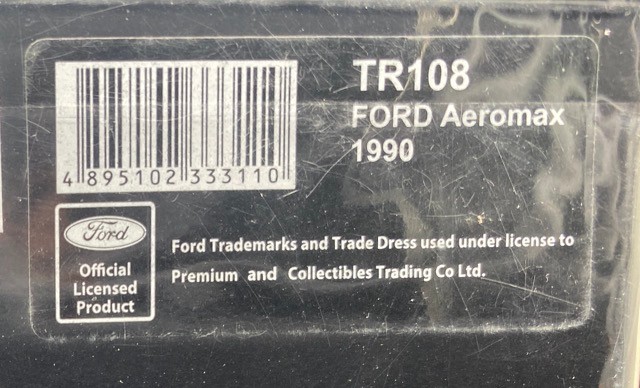 TR108
FORD Aeromax
1990
4 895102 333110
Ford
Official
Licensed
Product
Ford Trademarks and Trade Dress used under license to
Premium and Collectibles Trading Co Ltd.